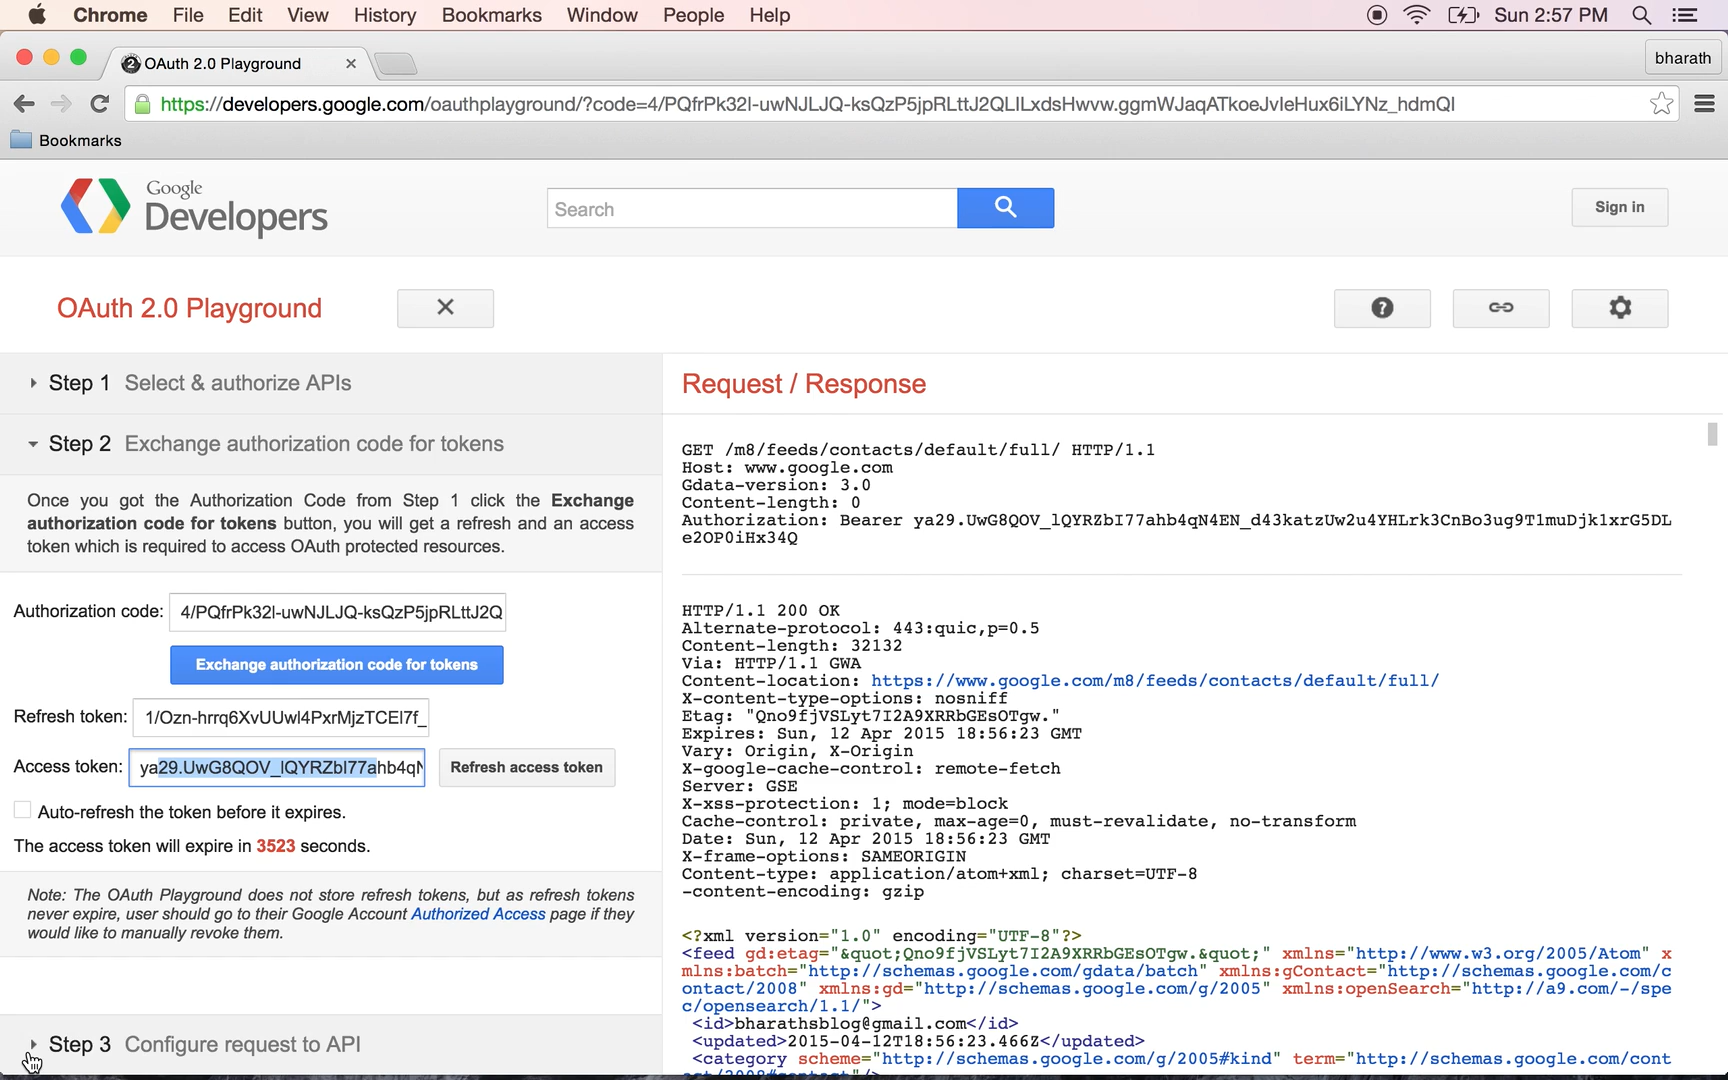 Chrome File Edit View History Bookmarks Window People Help Sun 2:57 PM
OAuth 2.0 Playground
bharath
https://developers.google.com/oauthplayground/?code=4/PQfrPk32l-uwNJLJQ-ksQzP5jpRLttJ2QLILxdsHwvw.ggmWJaqATkoeJvIeHux6iLYNz_hdmQI
Bookmarks
Google
Developers
Search
Sign in
OAuth 2.0 Playground
Step 1 Select & authorize APIs
Step 2 Exchange authorization code for tokens
Once you got the Authorization Code from Step 1 click the Exchange
authorization code for tokens button, you will get a refresh and an access
token which is required to access OAuth protected resources.
Authorization code: 4/PQfrPk32l-uwNJLJQ-ksQzP5jpRLttJ2Q
Exchange authorization code for tokens
Refresh token: 1/Ozn-hrrq6XvUUwI4PxrMjzTCEl7f_
Access token: ya29.UwG8QOV_lQYRZbI77ahb4qN
Refresh access token
Auto-refresh the token before it expires.
The access token will expire in 3523 seconds.
Note: The OAuth Playground does not store refresh tokens, but as refresh tokens
never expire, user should go to their Google Account Authorized Access page if they
would like to manually revoke them.
Step 3 Configure request to API
Request / Response
GET /m8/feeds/contacts/default/full/ HTTP/1.1
Host: www.google.com
Gdata-version: 3.0
Content-length: 0
Authorization: Bearer ya29.UwG8QOV_lQYRZbI77ahb4qN4EN_d43katzUw2u4YHLrk3CnBo3ug9T1muDjk1xrG5DL
e2OP0iHx34Q
HTTP/1.1 200 OK
Alternate-protocol: 443:quic,p=0.5
Content-length: 32132
Via: HTTP/1.1 GWA
Content-location: https://www.google.com/m8/feeds/contacts/default/full/
X-content-type-options: nosniff
Etag: "Qno9fjVSLyt7I2A9XRRbGEsOTgw."
Expires: Sun, 12 Apr 2015 18:56:23 GMT
Vary: Origin, X-Origin
X-google-cache-control: remote-fetch
Server: GSE
X-xss-protection: 1; mode=block
Cache-control: private, max-age=0, must-revalidate, no-transform
Date: Sun, 12 Apr 2015 18:56:23 GMT
X-frame-options: SAMEORIGIN
Content-type: application/atom+xml; charset=UTF-8
-content-encoding: gzip
<?xml version="1.0" encoding="UTF-8"?>
<feed gd:etag="&quot;Qno9fjVSLyt7I2A9XRRbGEsOTgw.&quot;" xmlns="http://www.w3.org/2005/Atom" x
mlns:batch="http://schemas.google.com/gdata/batch" xmlns:gContact="http://schemas.google.com/c
ontact/2008" xmlns:gd="http://schemas.google.com/g/2005" xmlns:openSearch="http://a9.com/-/spe
c/opensearch/1.1/">
<id>bharathsblog@gmail.com</id>
<updated>2015-04-12T18:56:23.466Z</updated>
<category scheme="http://schemas.google.com/g/2005#kind" term="http://schemas.google.com/cont